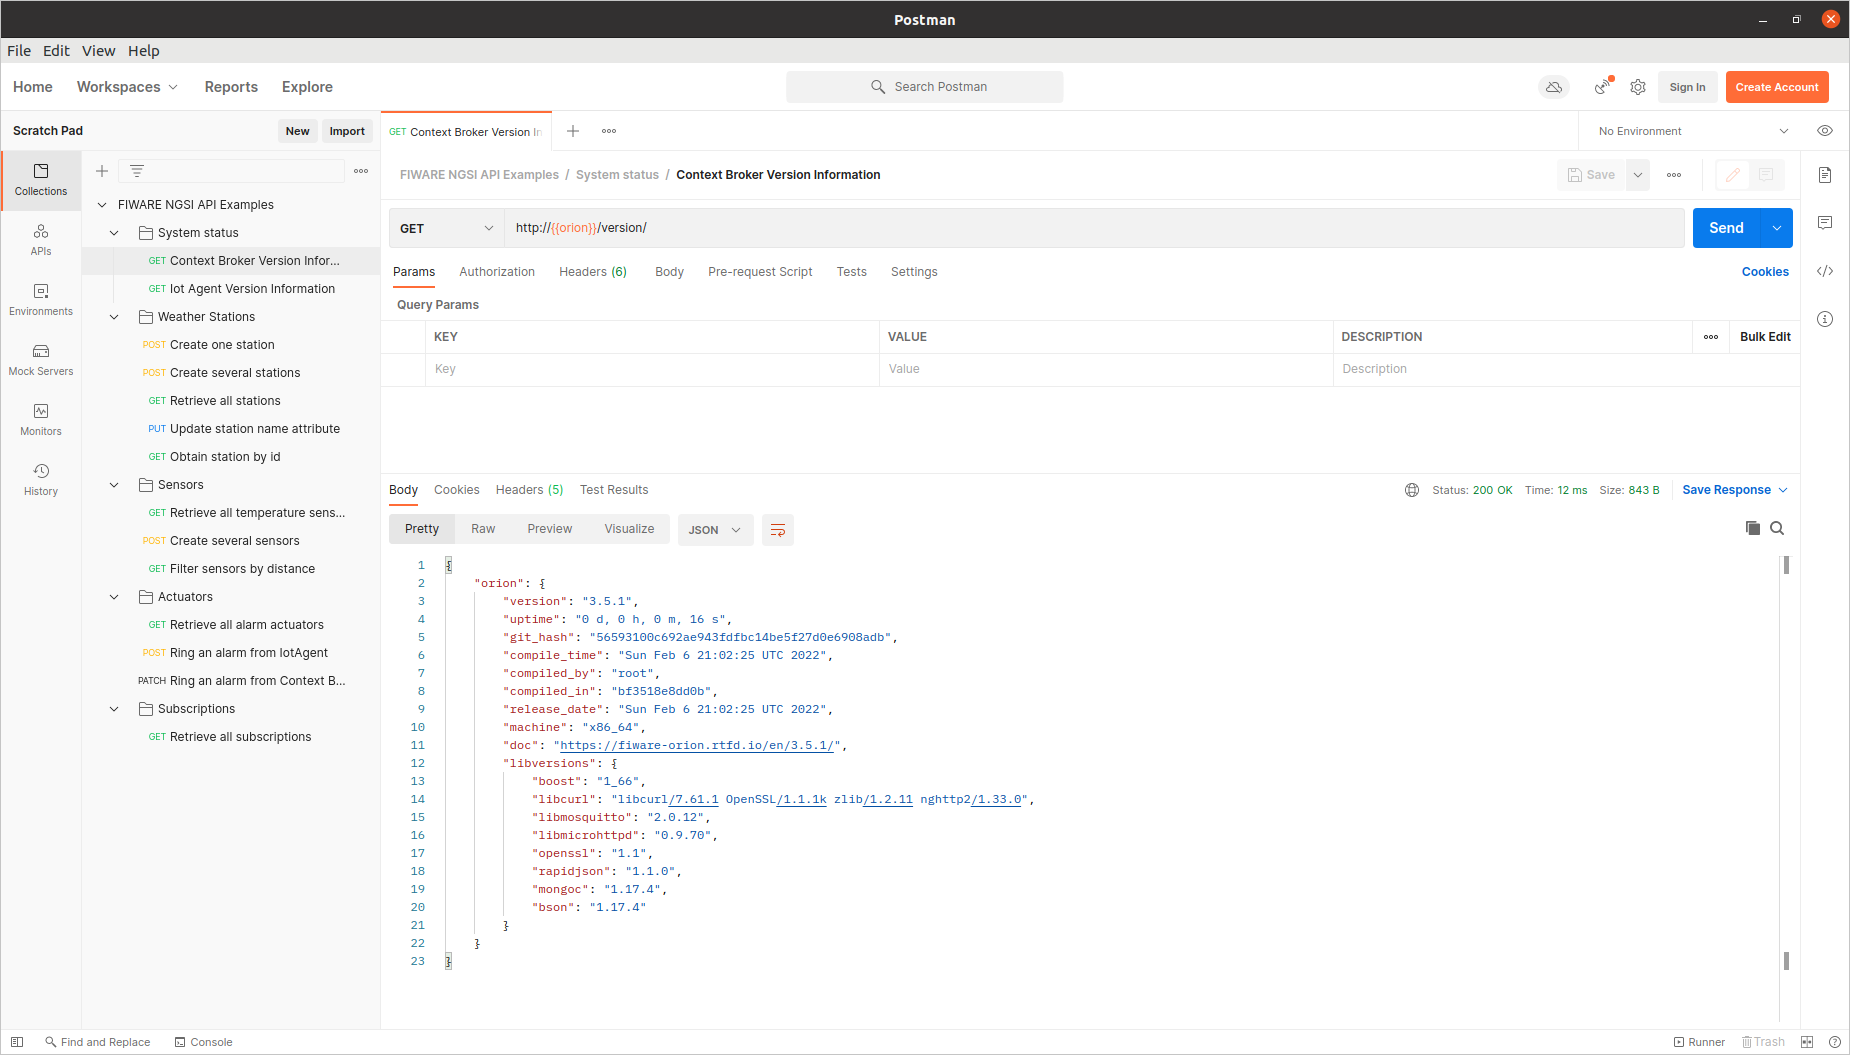 Postman
File Edit View Help
Home Workspaces Reports Explore
Search Postman
Sign In
Create Account
Scratch Pad
New
Import
GET Context Broker Version In
No Environment
Collections
APIs
Environments
Mock Servers
Monitors
History
FIWARE NGSI API Examples
System status
GET Context Broker Version Infor...
GET Iot Agent Version Information
Weather Stations
POST Create one station
POST Create several stations
GET Retrieve all stations
PUT Update station name attribute
GET Obtain station by id
Sensors
GET Retrieve all temperature sens...
POST Create several sensors
GET Filter sensors by distance
Actuators
GET Retrieve all alarm actuators
POST Ring an alarm from IotAgent
PATCH Ring an alarm from Context B...
Subscriptions
GET Retrieve all subscriptions
FIWARE NGSI API Examples / System status / Context Broker Version Information
Save
GET
http://{{orion}}/version/
Send
Params Authorization Headers (6) Body Pre-request Script Tests Settings
Cookies
Query Params
KEY VALUE DESCRIPTION
Bulk Edit
Key Value Description
Body Cookies Headers (5) Test Results
Status: 200 OK Time: 12 ms Size: 843 B
Save Response
Pretty Raw Preview Visualize JSON
1 {
2 "orion": {
3 "version": "3.5.1",
4 "uptime": "0 d, 0 h, 0 m, 16 s",
5 "git_hash": "56593100c692ae943fdfbc14be5f27d0e6908adb",
6 "compile_time": "Sun Feb 6 21:02:25 UTC 2022",
7 "compiled_by": "root",
8 "compiled_in": "bf3518e8dd0b",
9 "release_date": "Sun Feb 6 21:02:25 UTC 2022",
10 "machine": "x86_64",
11 "doc": "https://fiware-orion.rtfd.io/en/3.5.1/",
12 "libversions": {
13 "boost": "1_66",
14 "libcurl": "libcurl/7.61.1 OpenSSL/1.1.1k zlib/1.2.11 nghttp2/1.33.0",
15 "libmosquitto": "2.0.12",
16 "libmicrohttpd": "0.9.70",
17 "openssl": "1.1",
18 "rapidjson": "1.1.0",
19 "mongoc": "1.17.4",
20 "bson": "1.17.4"
21 }
22 }
23 }
Find and Replace Console
Runner Trash